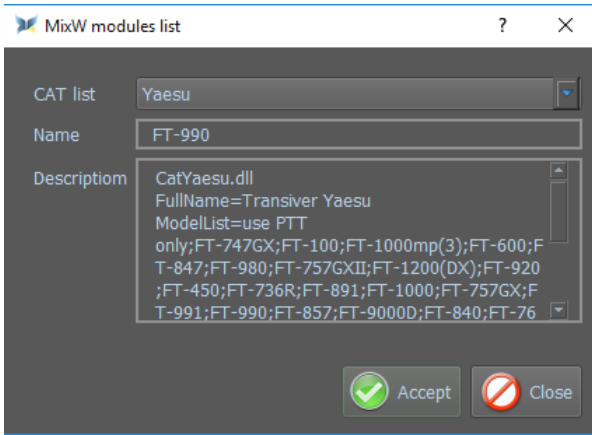 MixW modules list
?
CAT list
Yaesu
Name
FT-990
Descriptiom
CatYaesu.dll
FullName=Transiver Yaesu
ModelList=use PTT
only;FT-747GX;FT-100;FT-1000mp(3);FT-600;F
T-847;FT-980;FT-757GXII;FT-1200(DX);FT-920
;FT-450;FT-736R;FT-891;FT-1000;FT-757GX;F
T-991;FT-990;FT-857;FT-9000D;FT-840;FT-76
Accept
Close